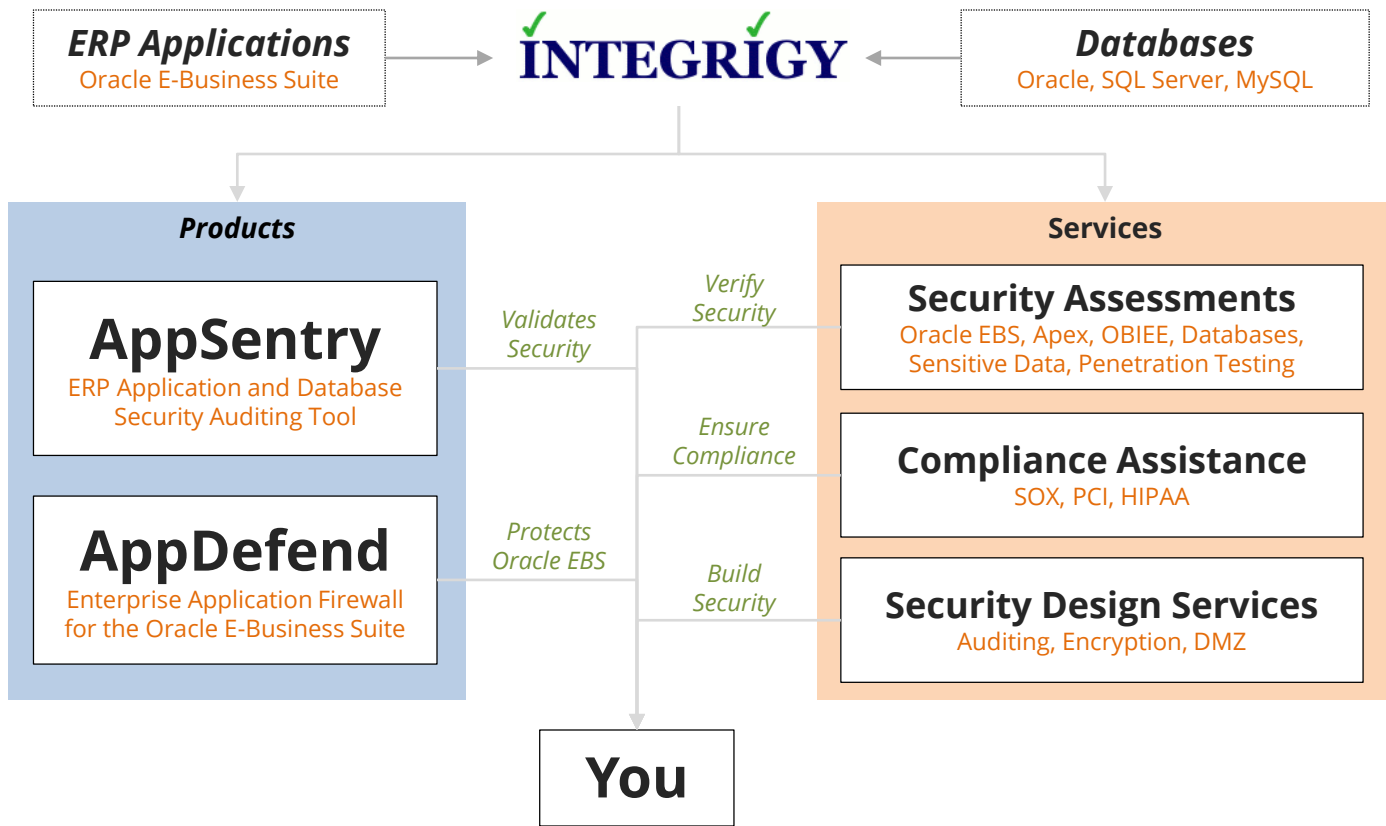 ERP Applications
Oracle E-Business Suite
INTEGRIGY
Databases
Oracle, SQL Server, MySQL
Products
AppSentry
ERP Application and Database
Security Auditing Tool
AppDefend
Enterprise Application Firewall
for the Oracle E-Business Suite
Validates
Security
Protects
Oracle EBS
Verify
Security
Ensure
Compliance
Build
Security
Services
Security Assessments
Oracle EBS, Apex, OBIEE, Databases,
Sensitive Data, Penetration Testing
Compliance Assistance
SOX, PCI, HIPAA
Security Design Services
Auditing, Encryption, DMZ
You